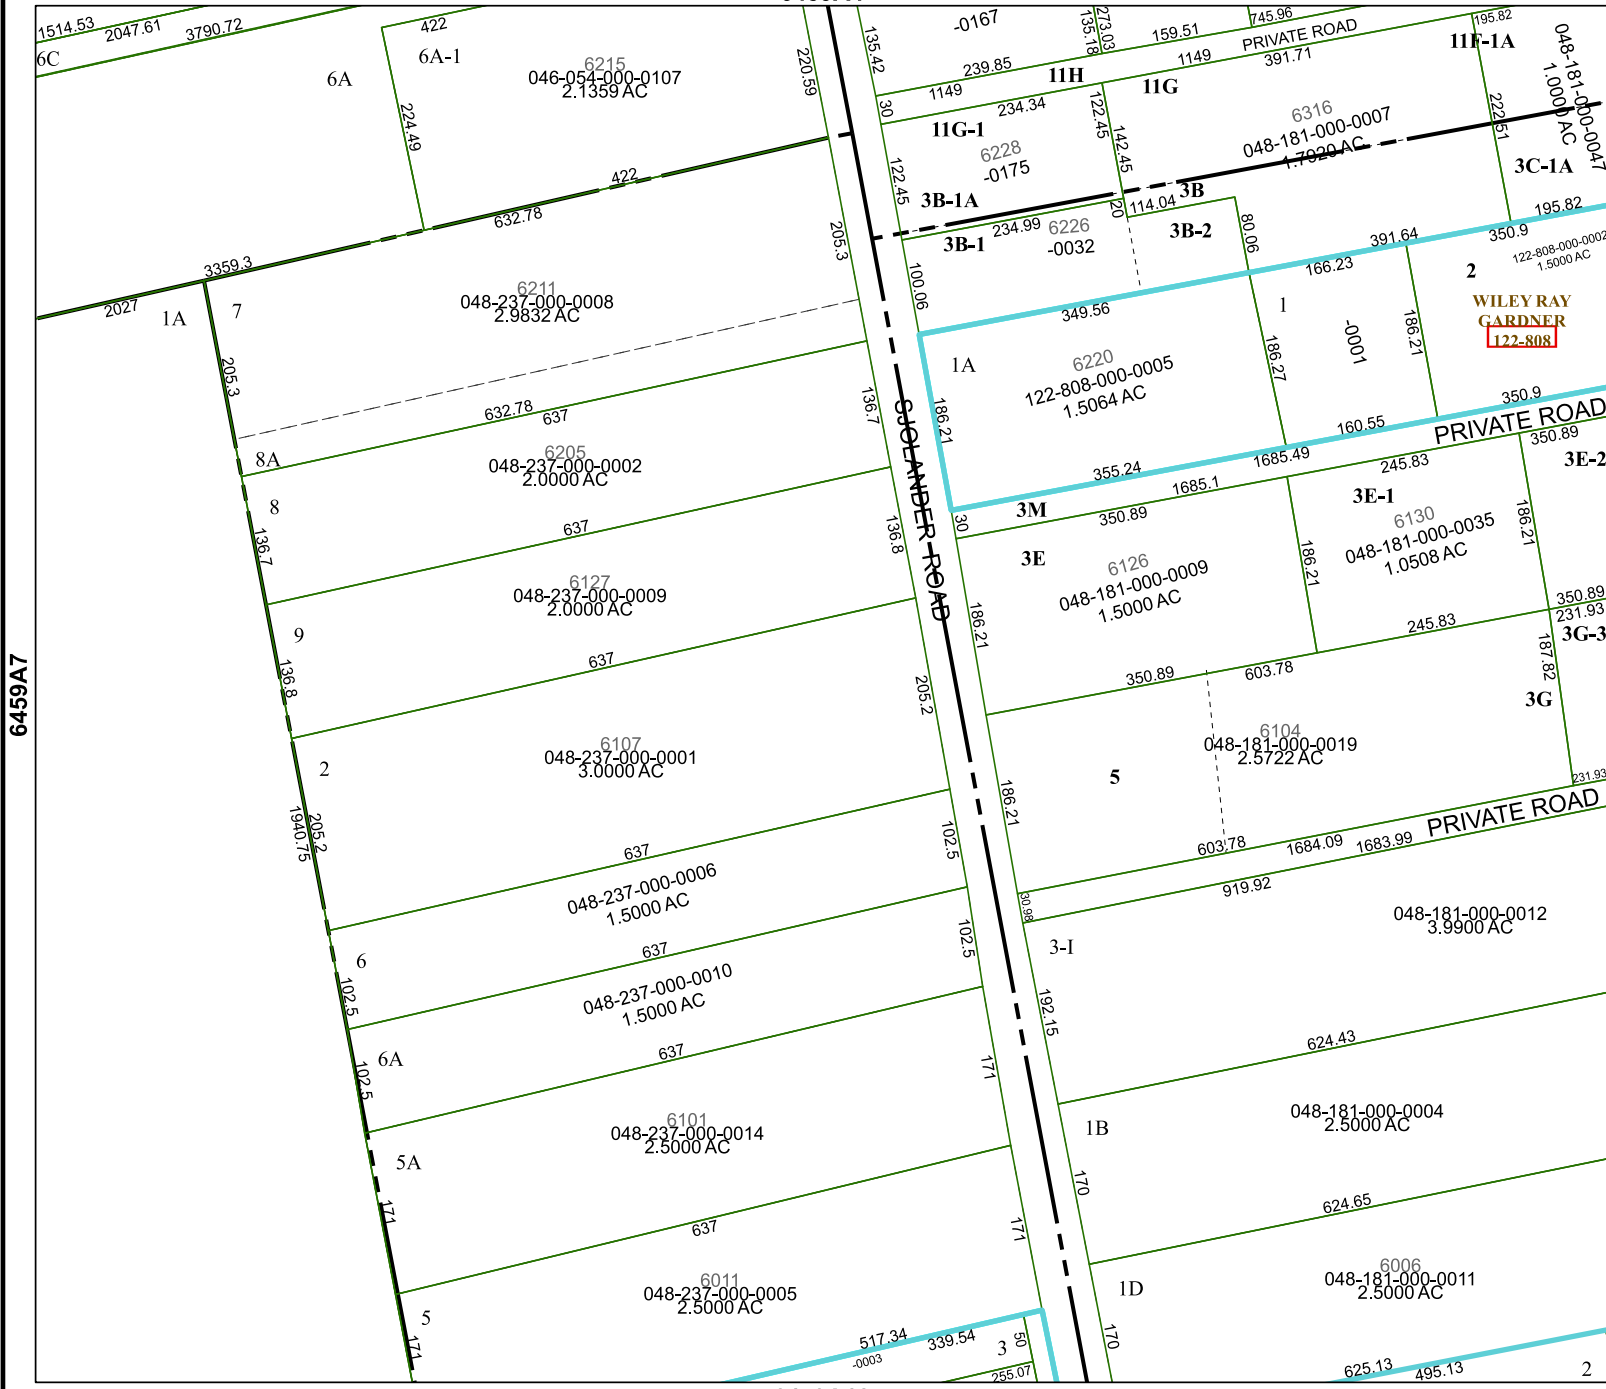 1514.53
2047.61
3790.72
6C
6A
422
6A-1
224.49
6215
046-054-000-0107
2.1359 AC
220.59
135.42
-0167
273.03
135.18
159.51
745.96
PRIVATE ROAD
195.82
11F-1A
048-181-000-0047
1.0000 AC
239.85
11H
1149
391.71
1149
11G
30
234.34
11G-1
122.45
142.45
6316
048-181-000-0007
1.7920 AC
222.51
3C-1A
6228
-0175
122.45
3B-1A
3B
20
114.04
3B-2
195.82
422
632.78
205.3
3B-1
234.99
6226
-0032
80.06
391.64
350.9
122-808-000-0002
1.5000 AC
3359.3
2027
1A
7
6211
048-237-000-0008
2.9832 AC
100.06
349.56
166.23
2
1
WILEY RAY
GARDNER
122-808
-0001
186.21
186.27
1A
6220
122-808-000-0005
1.5064 AC
205.3
632.78
637
136.7
186.21
SJOLANDER ROAD
350.9
160.55
PRIVATE ROAD
350.89
3E-2
8A
6205
048-237-000-0002
2.0000 AC
355.24
1685.49
1685.1
245.83
3M
30
350.89
3E-1
8
136.7
637
136.8
3E
6126
048-181-000-0009
1.5000 AC
186.21
6130
048-181-000-0035
1.0508 AC
186.21
6127
048-237-000-0009
2.0000 AC
186.21
245.83
350.89
231.93
3G-3
9
136.8
637
205.2
350.89
603.78
187.82
3G
6459A7
2
6107
048-237-000-0001
3.0000 AC
6104
048-181-000-0019
2.5722 AC
5
186.21
231.93
1940.75
205.2
637
102.5
603.78
1684.09
1683.99
PRIVATE ROAD
048-237-000-0006
1.5000 AC
30.98
919.92
048-181-000-0012
3.9900 AC
6
637
102.5
3-I
102.5
048-237-000-0010
1.5000 AC
192.15
6A
637
171
624.43
102.5
6101
048-237-000-0014
2.5000 AC
048-181-000-0004
2.5000 AC
1B
5A
170
171
637
171
624.65
6011
048-237-000-0005
2.5000 AC
6006
048-181-000-0011
2.5000 AC
1D
5
171
517.34
339.54
50
3
170
-0003
255.07
625.13
495.13
2